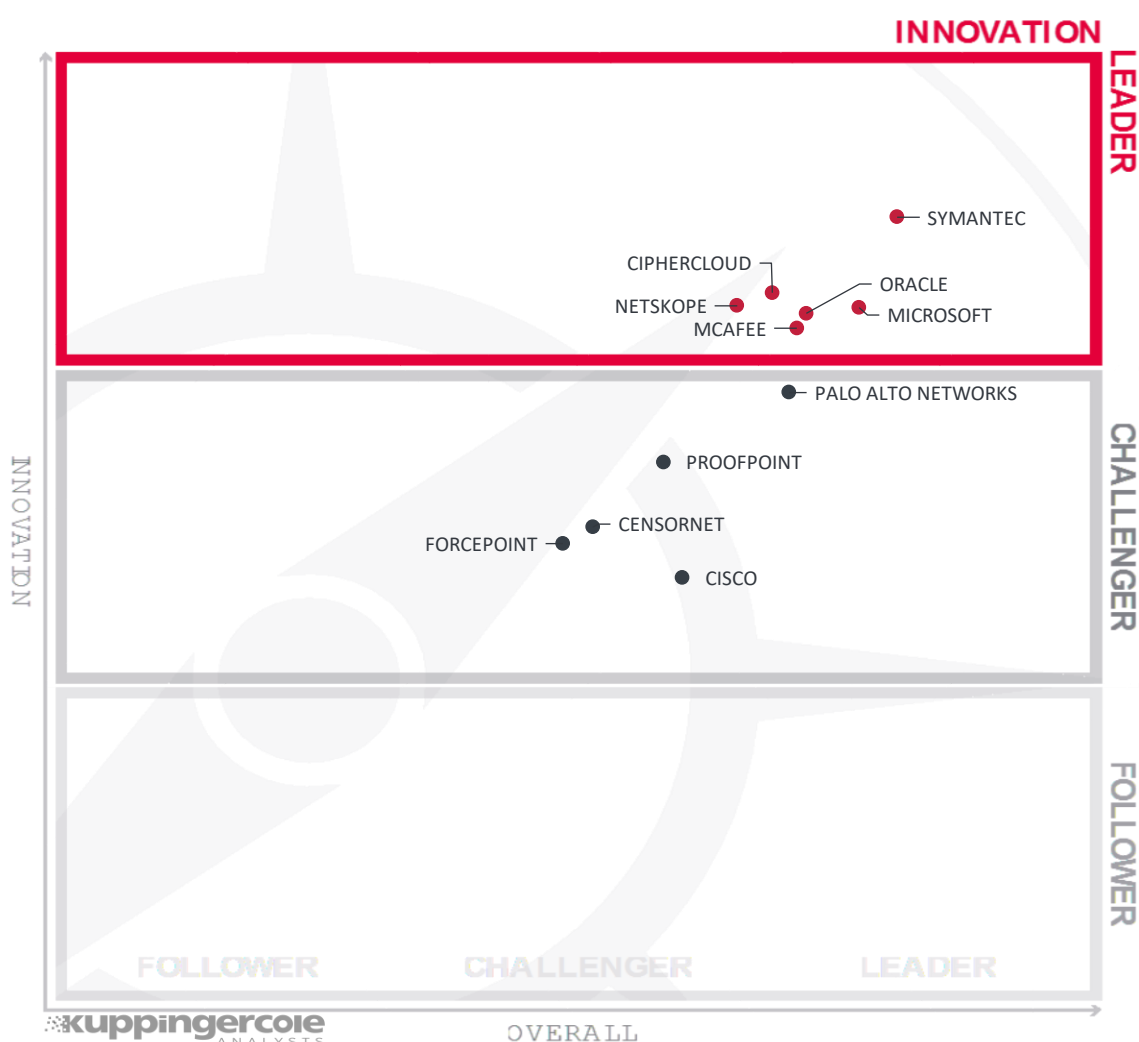 INNOVATION
LEADER
SYMANTEC
CIPHERCLOUD
ORACLE
NETSKOPE
MICROSOFT
MCAFEE
PALO ALTO NETWORKS
CHALLENGER
PROOFPOINT
INNOVATION
CENSORNET
FORCEPOINT
CISCO
FOLLOWER
FOLLOWER CHALLENGER LEADER
kuppingercole
ANALYSTS
OVERALL